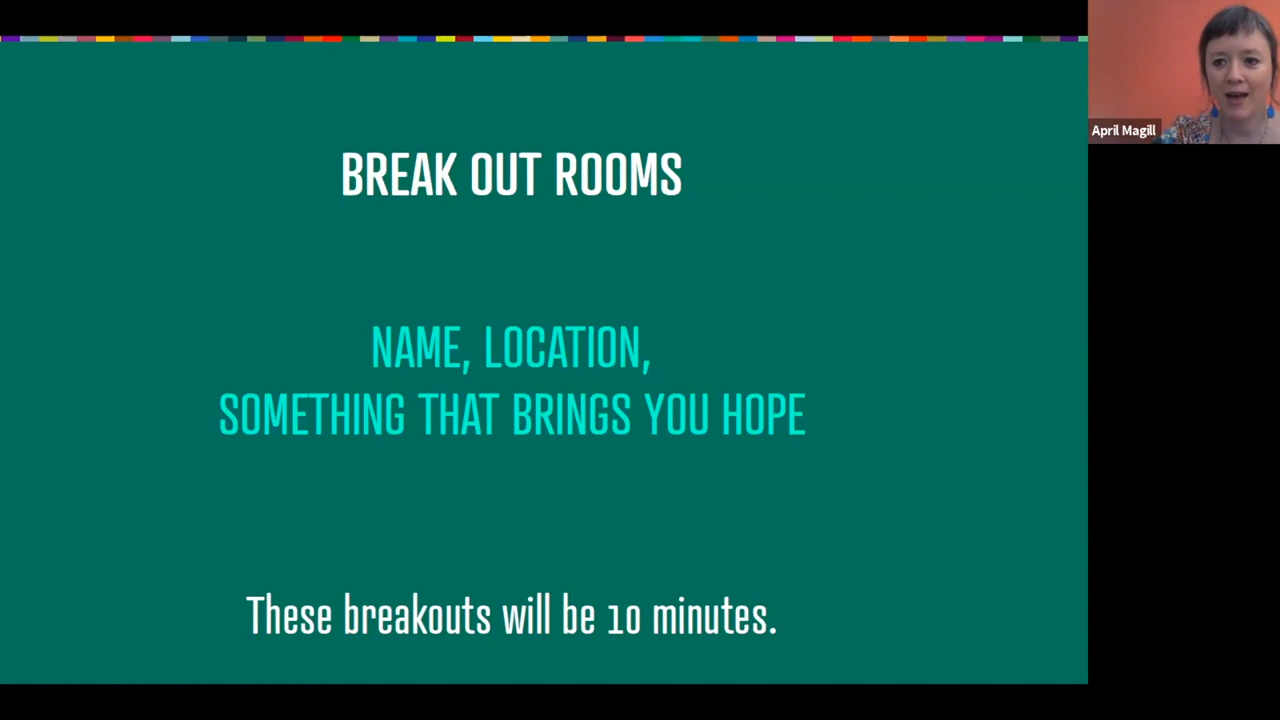 BREAK OUT ROOMS
NAME, LOCATION,
SOMETHING THAT BRINGS YOU HOPE
These breakouts will be 10 minutes.
April Magill